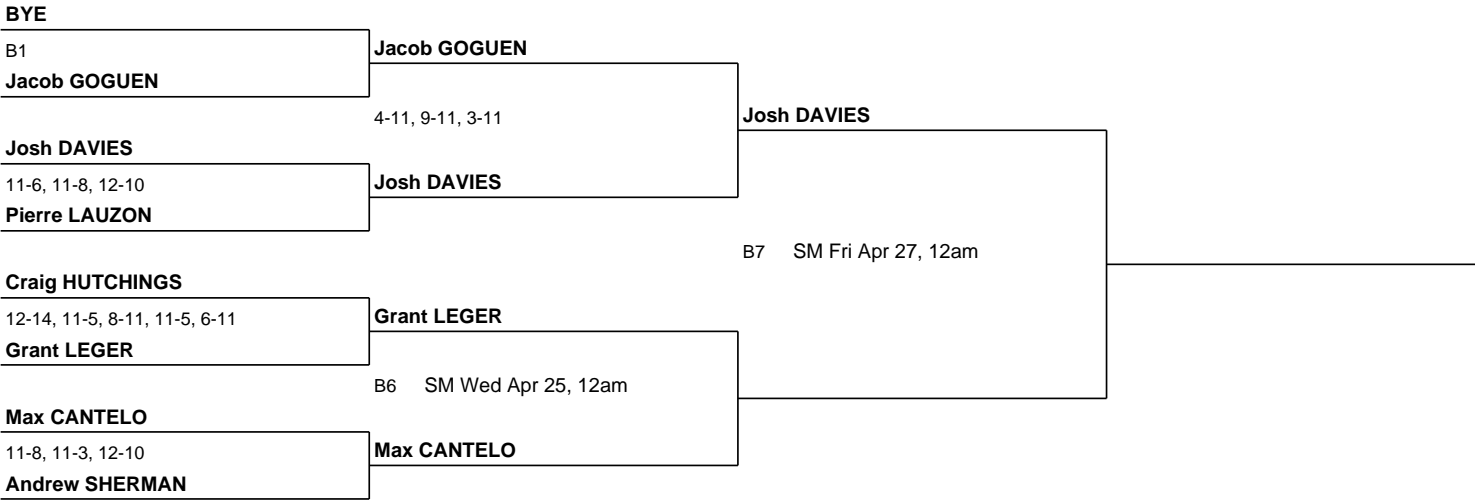 BYE
B1
Jacob GOGUEN
Jacob GOGUEN
4-11, 9-11, 3-11
Josh DAVIES
Josh DAVIES
11-6, 11-8, 12-10
Josh DAVIES
Pierre LAUZON
B7 SM Fri Apr 27, 12am
Craig HUTCHINGS
12-14, 11-5, 8-11, 11-5, 6-11
Grant LEGER
Grant LEGER
B6 SM Wed Apr 25, 12am
Max CANTELO
11-8, 11-3, 12-10
Max CANTELO
Andrew SHERMAN